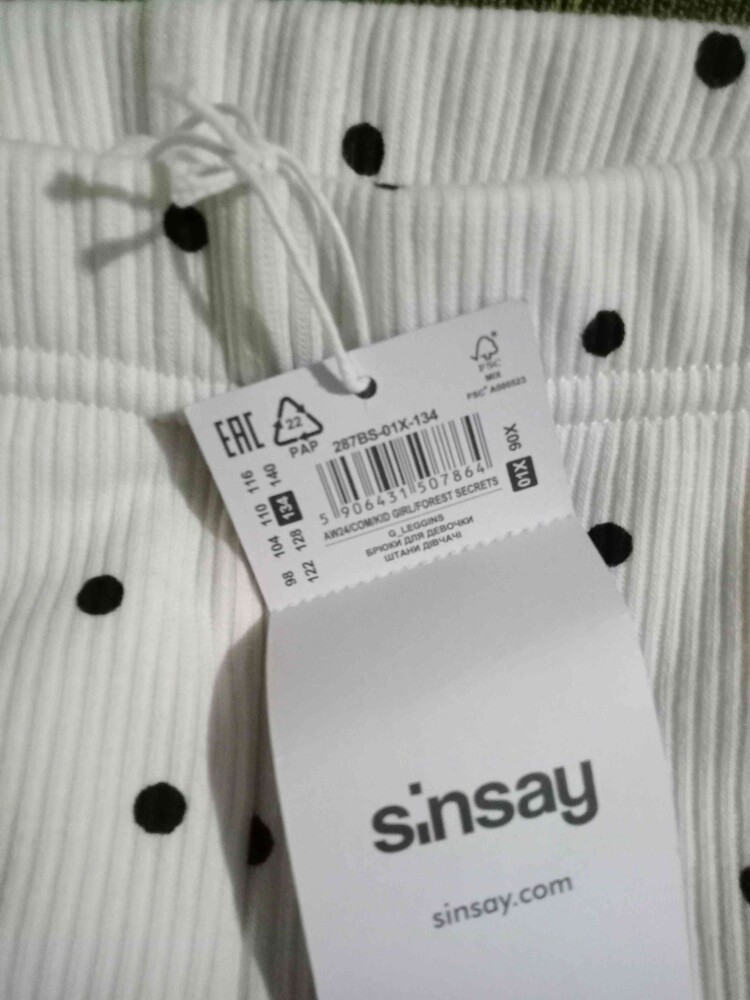 FSC
MIX
FSC® A000523
EAC
22
PAP
287BS-01X-134
98 104 110 116
122 128 134 140
01X 90X
5 906431 507864
AW24/COM/KID GIRL/FOREST SECRETS
G_LEGGINS
БРЮКИ ДЛЯ ДЕВОЧКИ
ШТАНИ ДІВЧАЧІ
sinsay
sinsay.com